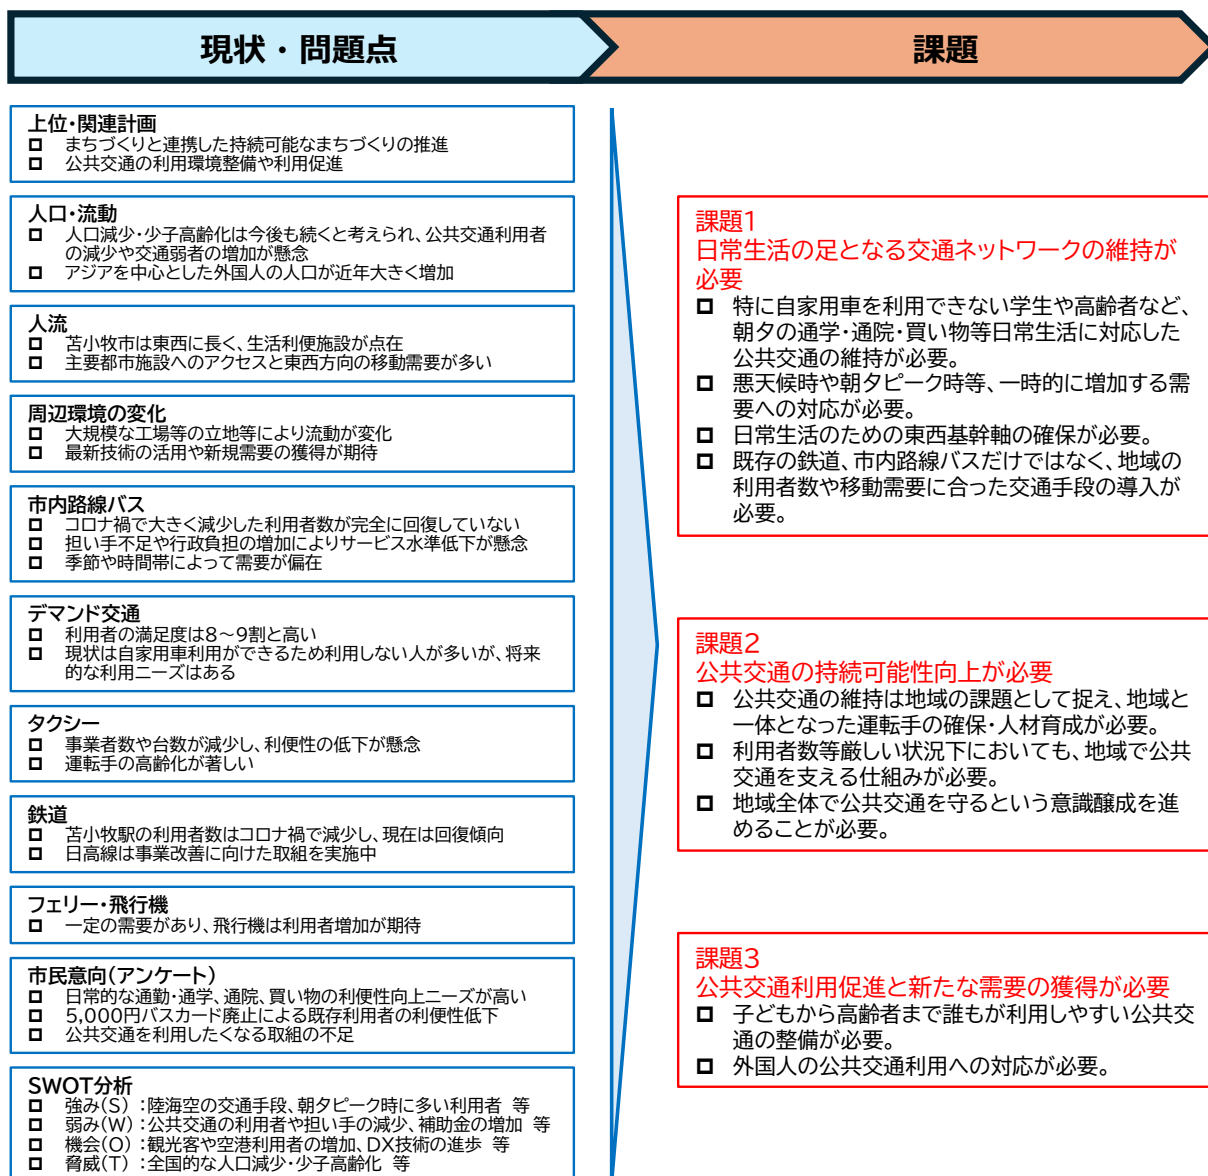 現状・問題点
課題
上位・関連計画
まちづくりと連携した持続可能なまちづくりの推進
公共交通の利用環境整備や利用促進
人口・流動
人口減少・少子高齢化は今後も続くと考えられ、公共交通利用者
の減少や交通弱者の増加が懸念
アジアを中心とした外国人の人口が近年大きく増加
人流
苫小牧市は東西に長く、生活利便施設が点在
主要都市施設へのアクセスと東西方向の移動需要が多い
周辺環境の変化
大規模な工場等の立地等により流動が変化
最新技術の活用や新規需要の獲得が期待
市内路線バス
コロナ禍で大きく減少した利用者数が完全に回復していない
担い手不足や行政負担の増加によりサービス水準低下が懸念
季節や時間帯によって需要が偏在
デマンド交通
利用者の満足度は8~9割と高い
現状は自家用車利用ができるため利用しない人が多いが、将来
的な利用ニーズはある
タクシー
事業者数や台数が減少し、利便性の低下が懸念
運転手の高齢化が著しい
鉄道
苫小牧駅の利用者数はコロナ禍で減少し、現在は回復傾向
日高線は事業改善に向けた取組を実施中
フェリー・飛行機
一定の需要があり、飛行機は利用者増加が期待
市民意向(アンケート)
日常的な通勤・通学、通院、買い物の利便性向上ニーズが高い
5,000円バスカード廃止による既存利用者の利便性低下
公共交通を利用したくなる取組の不足
SWOT分析
強み(S):陸海空の交通手段、朝夕ピーク時に多い利用者 等
弱み(W):公共交通の利用者や担い手の減少、補助金の増加 等
機会(O):観光客や空港利用者の増加、DX技術の進歩 等
脅威(T):全国的な人口減少・少子高齢化 等
課題1
日常生活の足となる交通ネットワークの維持が
必要
特に自家用車を利用できない学生や高齢者など、
朝夕の通学・通院・買い物等日常生活に対応した
公共交通の維持が必要。
悪天候時や朝夕ピーク時等、一時的に増加する需
要への対応が必要。
日常生活のための東西基幹軸の確保が必要。
既存の鉄道、市内路線バスだけではなく、地域の
利用者数や移動需要に合った交通手段の導入が
必要。
課題2
公共交通の持続可能性向上が必要
公共交通の維持は地域の課題として捉え、地域と
一体となった運転手の確保・人材育成が必要。
利用者数等厳しい状況下においても、地域で公共
交通を支える仕組みが必要。
地域全体で公共交通を守るという意識醸成を進
めることが必要。
課題3
公共交通利用促進と新たな需要の獲得が必要
子どもから高齢者まで誰もが利用しやすい公共交
通の整備が必要。
外国人の公共交通利用への対応が必要。